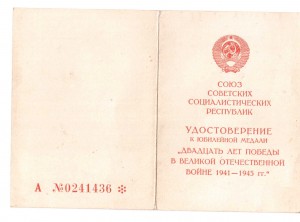 А №0241436
СОЮЗ
СОВЕТСКИХ
СОЦИАЛИСТИЧЕСКИХ
РЕСПУБЛИК
УДОСТОВЕРЕНИЕ
К ЮБИЛЕЙНОЙ МЕДАЛИ
„ДВАДЦАТЬ ЛЕТ ПОБЕДЫ
В ВЕЛИКОЙ ОТЕЧЕСТВЕННОЙ
ВОЙНЕ 1941—1945 гг."